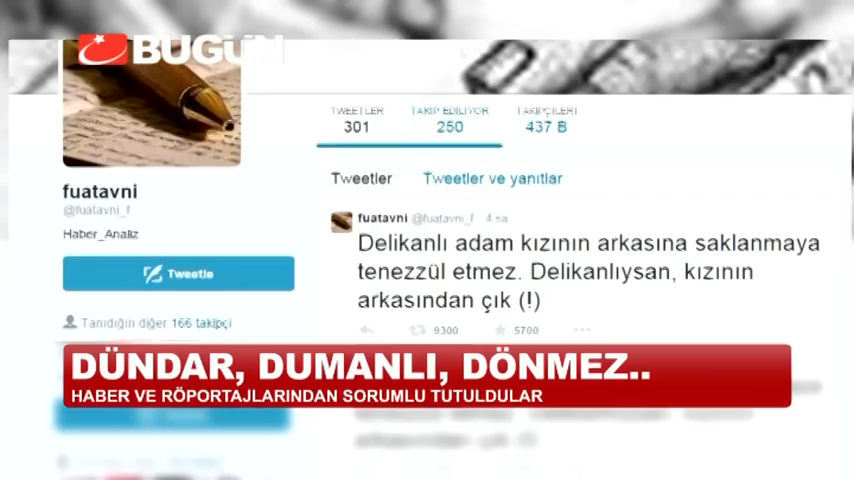 BUGÜN
TWEETLER TAKİP EDİLİYOR TAKİPÇİLERİ
301 250 437 B
fuatavni
@fuatavni_f
Haber_Analiz
Tweetle
Tanıdığın diğer 166 takipçi
Tweetler Tweetler ve yanıtlar
fuatavni @fuatavni_f 4 sa
Delikanlı adam kızının arkasına saklanmaya
tenezzül etmez. Delikanlıysan, kızının
arkasından çık (!)
9300 5700
DÜNDAR, DUMANLI, DÖNMEZ..
HABER VE RÖPORTAJLARINDAN SORUMLU TUTULDULAR